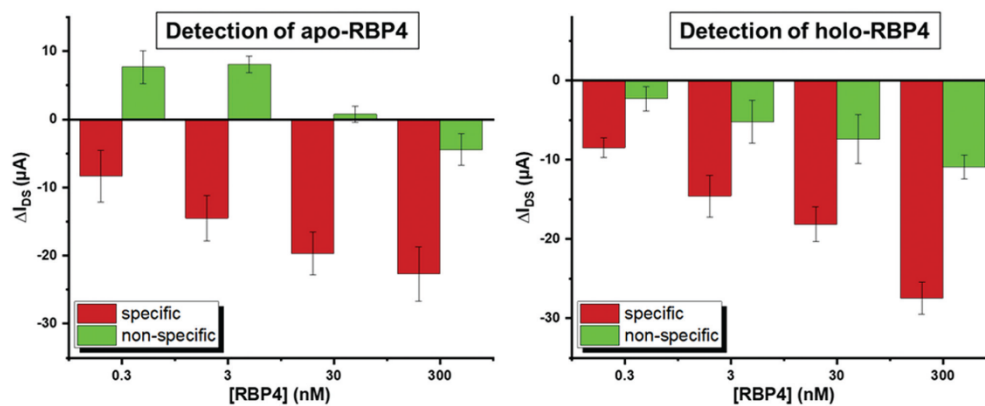 Detection of apo-RBP4
10
0
-10
-20
-30
ΔI_DS (µA)
specific
non-specific
0.3 3 30 300
[RBP4] (nM)
Detection of holo-RBP4
0
-10
-20
-30
ΔI_DS (µA)
specific
non-specific
0.3 3 30 300
[RBP4] (nM)